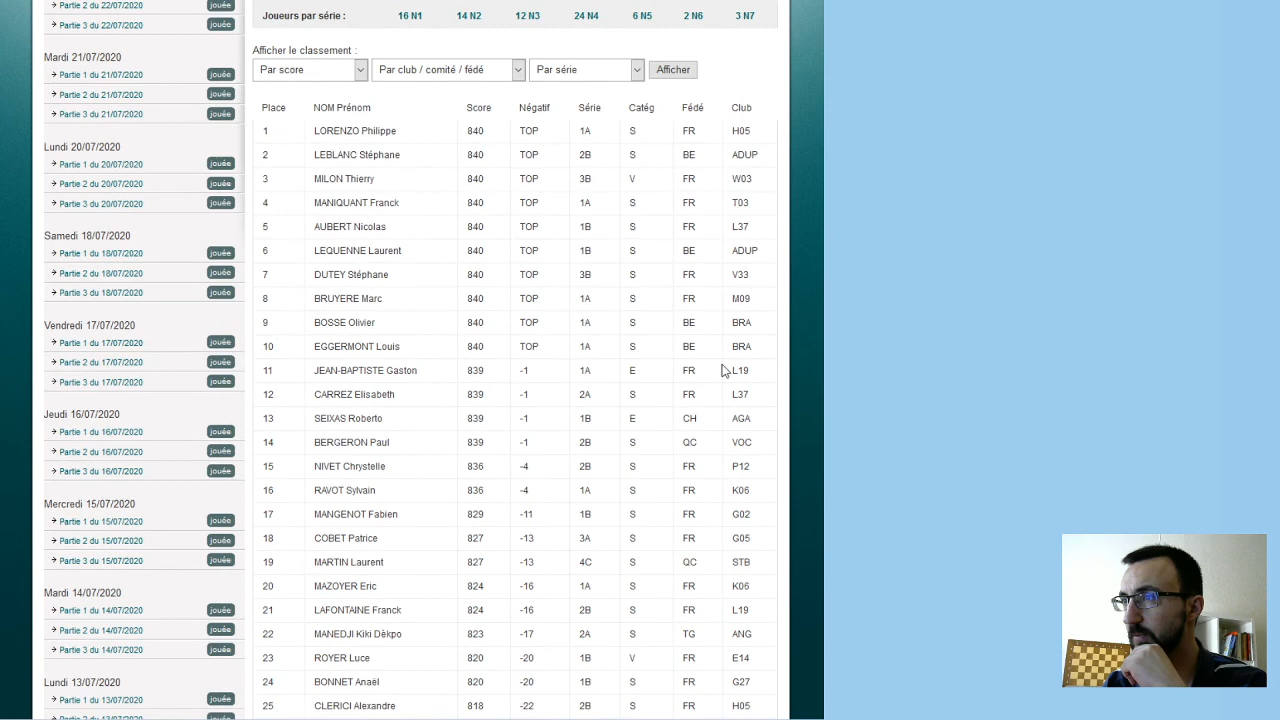 Partie 2 du 22/07/2020 jouée
Partie 3 du 22/07/2020 jouée
Mardi 21/07/2020
Partie 1 du 21/07/2020 jouée
Partie 2 du 21/07/2020 jouée
Partie 3 du 21/07/2020 jouée
Lundi 20/07/2020
Partie 1 du 20/07/2020 jouée
Partie 2 du 20/07/2020 jouée
Partie 3 du 20/07/2020 jouée
Samedi 18/07/2020
Partie 1 du 18/07/2020 jouée
Partie 2 du 18/07/2020 jouée
Partie 3 du 18/07/2020 jouée
Vendredi 17/07/2020
Partie 1 du 17/07/2020 jouée
Partie 2 du 17/07/2020 jouée
Partie 3 du 17/07/2020 jouée
Jeudi 16/07/2020
Partie 1 du 16/07/2020 jouée
Partie 2 du 16/07/2020 jouée
Partie 3 du 16/07/2020 jouée
Mercredi 15/07/2020
Partie 1 du 15/07/2020 jouée
Partie 2 du 15/07/2020 jouée
Partie 3 du 15/07/2020 jouée
Mardi 14/07/2020
Partie 1 du 14/07/2020 jouée
Partie 2 du 14/07/2020 jouée
Partie 3 du 14/07/2020 jouée
Lundi 13/07/2020
Partie 1 du 13/07/2020 jouée
Partie 2 du 13/07/2020
Joueurs par série : 16 N1 14 N2 12 N3 24 N4 6 N5 2 N6 3 N7
Afficher le classement :
Par score Par club / comité / fédé Par série Afficher
Place NOM Prénom Score Négatif Série Catég Fédé Club
1 LORENZO Philippe 840 TOP 1A S FR H05
2 LEBLANC Stéphane 840 TOP 2B S BE ADUP
3 MILON Thierry 840 TOP 3B V FR W03
4 MANIQUANT Franck 840 TOP 1A S FR T03
5 AUBERT Nicolas 840 TOP 1B S FR L37
6 LEQUENNE Laurent 840 TOP 1B S BE ADUP
7 DUTEY Stéphane 840 TOP 3B S FR V33
8 BRUYERE Marc 840 TOP 1A S FR M09
9 BOSSE Olivier 840 TOP 1A S BE BRA
10 EGGERMONT Louis 840 TOP 1A S BE BRA
11 JEAN-BAPTISTE Gaston 839 -1 1A E FR L19
12 CARREZ Elisabeth 839 -1 2A S FR L37
13 SEIXAS Roberto 839 -1 1B E CH AGA
14 BERGERON Paul 839 -1 2B S QC VOC
15 NIVET Chrystelle 836 -4 2B S FR P12
16 RAVOT Sylvain 836 -4 1A S FR K06
17 MANGENOT Fabien 829 -11 1B S FR G02
18 COBET Patrice 827 -13 3A S FR G05
19 MARTIN Laurent 827 -13 4C S QC STB
20 MAZOYER Eric 824 -16 1A S FR K06
21 LAFONTAINE Franck 824 -16 2B S FR L19
22 MANEDJI Kiki Didier 823 -17 2A S TG ANG
23 ROYER Luce 820 -20 1B V FR E14
24 BONNET Anaël 820 -20 1B S FR G27
25 CLERICI Alexandre 818 -22 2B S FR H05